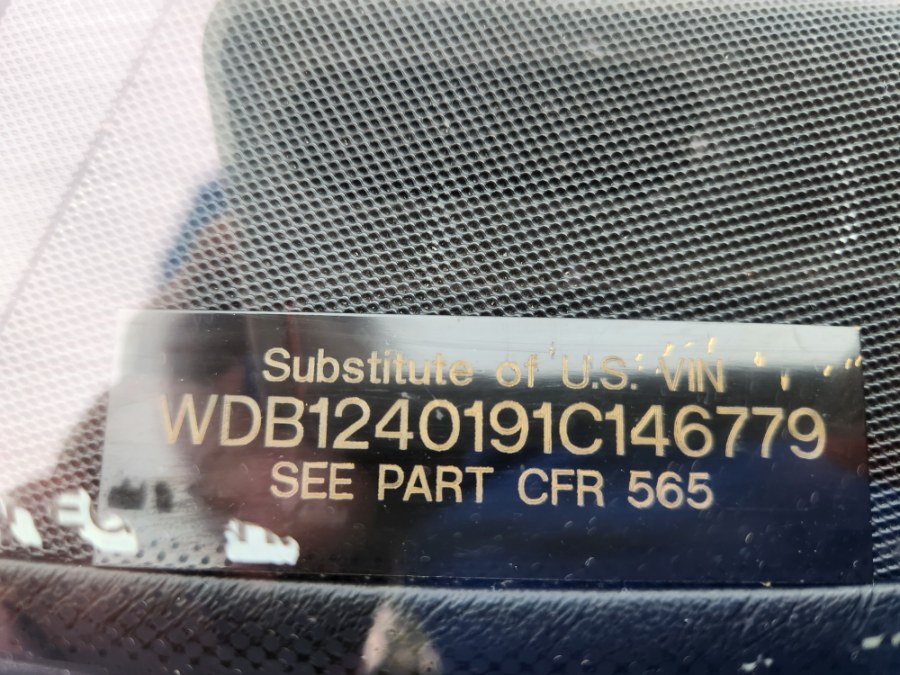 Substitute of U.S. VIN
WDB1240191C146779
SEE PART CFR 565